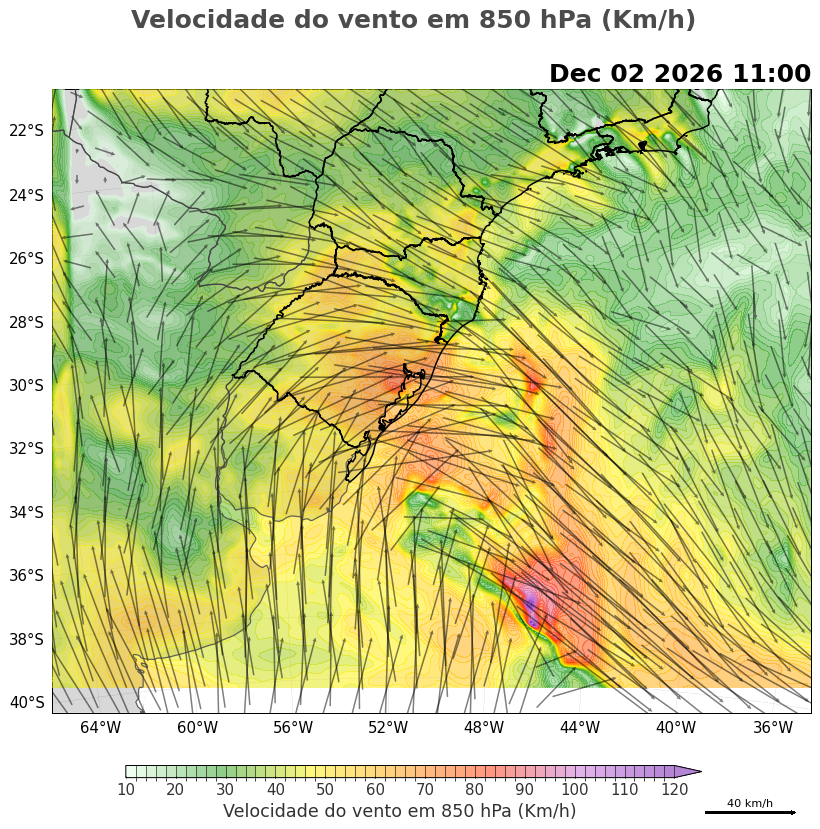 Velocidade do vento em 850 hPa (Km/h)
Dec 02 2026 11:00
22°S
24°S
26°S
28°S
30°S
32°S
34°S
36°S
38°S
40°S
64°W 60°W 56°W 52°W 48°W 44°W 40°W 36°W
10 20 30 40 50 60 70 80 90 100 110 120
Velocidade do vento em 850 hPa (Km/h)
40 km/h